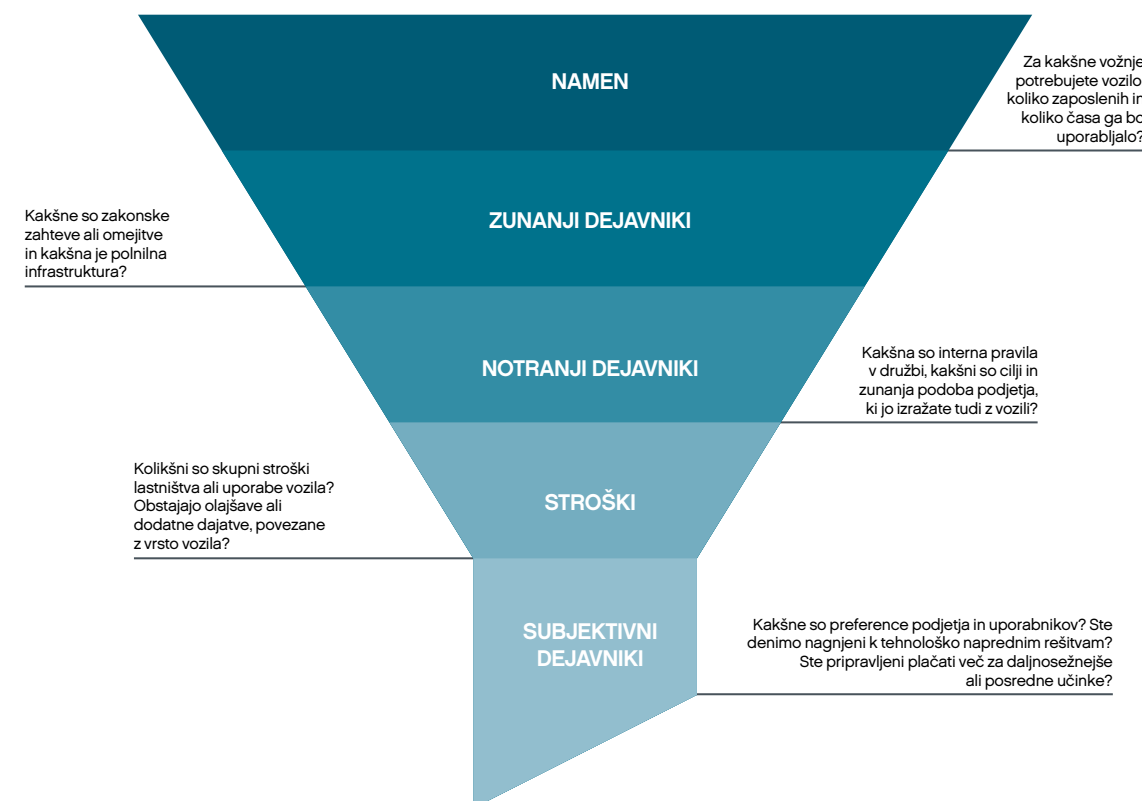 NAMEN
Za kakšne vožnje
potrebujete vozilo
koliko zaposlenih in
koliko časa ga bo
uporabljalo?
ZUNANJI DEJAVNIKI
Kakšne so zakonske
zahteve ali omejitve
in kakšna je polnilna
infrastruktura?
NOTRANJI DEJAVNIKI
Kakšna so interna pravila
v družbi, kakšni so cilji in
zunanja podoba podjetja,
ki jo izražate tudi z vozili?
STROŠKI
Kolikšni so skupni stroški
lastništva ali uporabe vozila?
Obstajajo olajšave ali
dodatne dajatve, povezane
z vrsto vozila?
SUBJEKTIVNI
DEJAVNIKI
Kakšne so preference podjetja in uporabnikov? Ste
denimo nagnjeni k tehnološko naprednim rešitvam?
Ste pripravljeni plačati več za daljnosežnejše
ali posredne učinke?